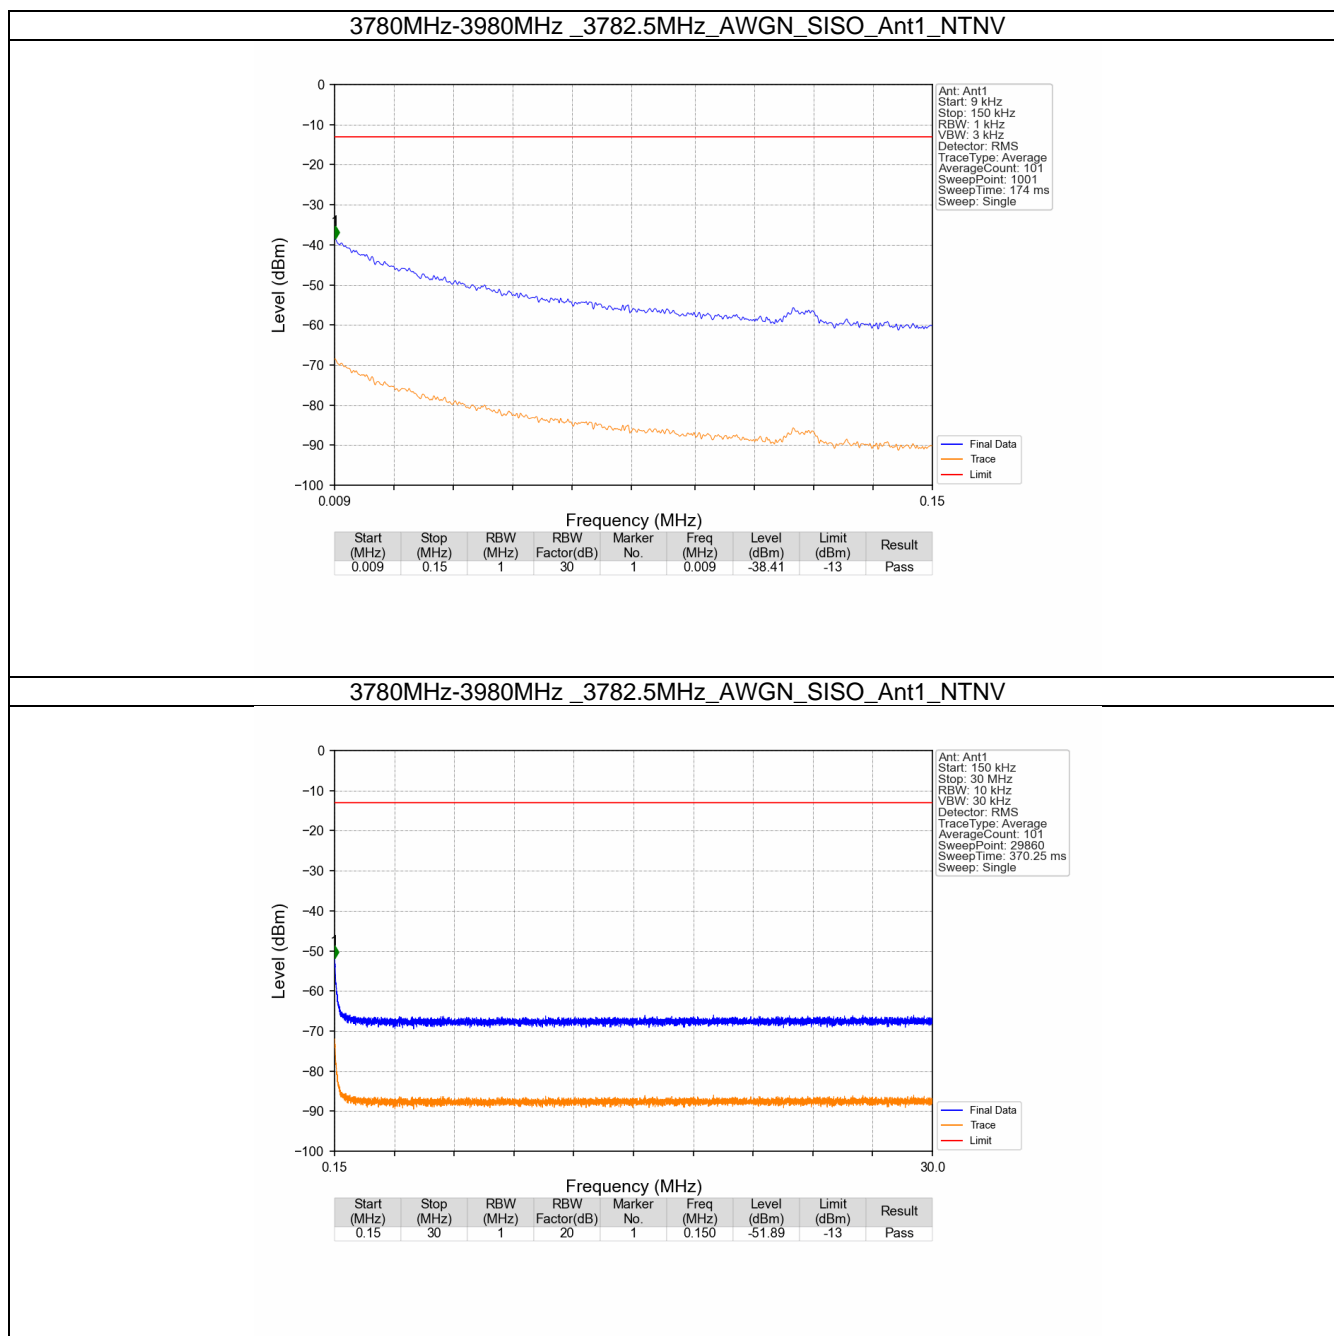 3780MHz-3980MHz _3782.5MHz_AWGN_SISO_Ant1_NTNV
0
−10
−20
−30
−40
−50
−60
−70
−80
−90
−100
Level (dBm)
1
0.009
0.15
Frequency (MHz)
Ant: Ant1
Start: 9 kHz
Stop: 150 kHz
RBW: 1 kHz
VBW: 3 kHz
Detector: RMS
TraceType: Average
AverageCount: 101
SweepPoint: 1001
SweepTime: 174 ms
Sweep: Single
Final Data
Trace
Limit
Start (MHz) Stop (MHz) RBW (MHz) RBW Factor(dB) Marker No. Freq (MHz) Level (dBm) Limit (dBm) Result
0.009 0.15 1 30 1 0.009 -38.41 -13 Pass
3780MHz-3980MHz _3782.5MHz_AWGN_SISO_Ant1_NTNV
0
−10
−20
−30
−40
−50
−60
−70
−80
−90
−100
Level (dBm)
1
0.15
30.0
Frequency (MHz)
Ant: Ant1
Start: 150 kHz
Stop: 30 MHz
RBW: 10 kHz
VBW: 30 kHz
Detector: RMS
TraceType: Average
AverageCount: 101
SweepPoint: 29860
SweepTime: 370.25 ms
Sweep: Single
Final Data
Trace
Limit
Start (MHz) Stop (MHz) RBW (MHz) RBW Factor(dB) Marker No. Freq (MHz) Level (dBm) Limit (dBm) Result
0.15 30 1 20 1 0.150 -51.89 -13 Pass